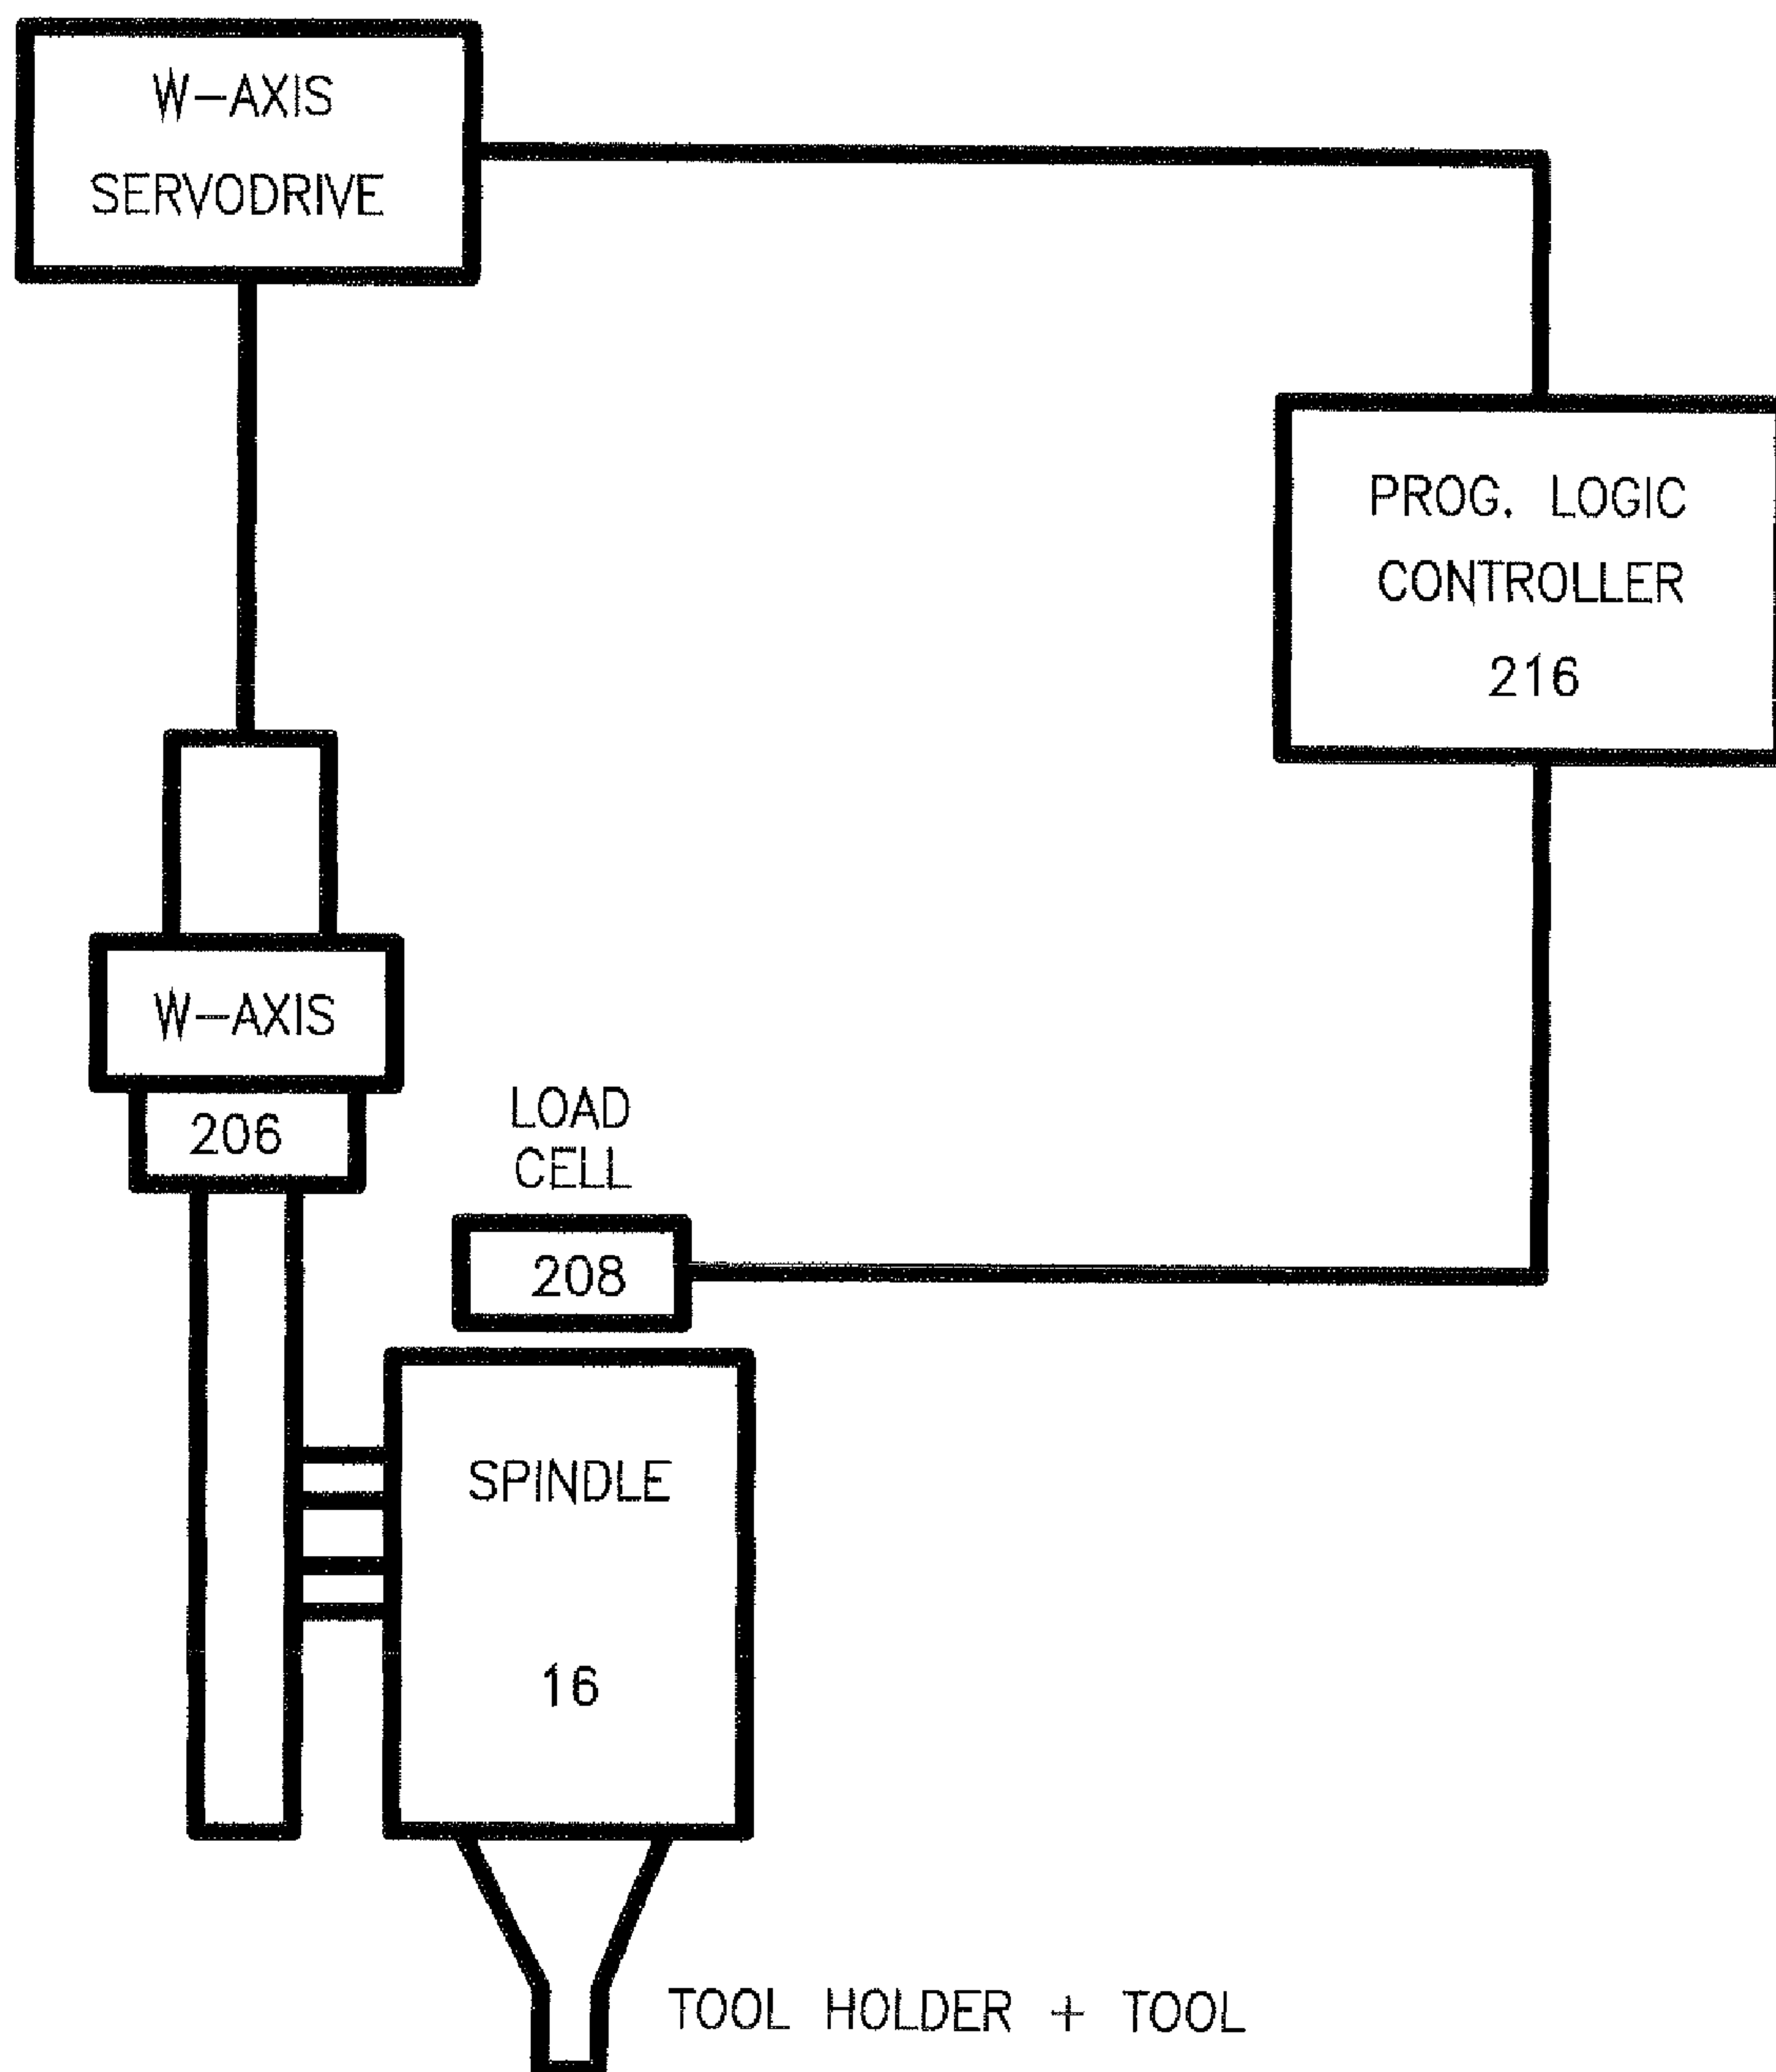 W-AXIS
SERVODRIVE
PROG. LOGIC
CONTROLLER
216
W-AXIS
206
LOAD
CELL
208
SPINDLE
16
TOOL HOLDER + TOOL